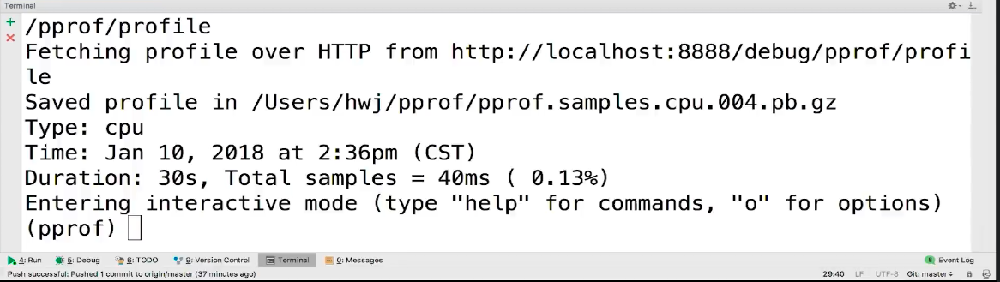 Terminal
/pprof/profile
Fetching profile over HTTP from http://localhost:8888/debug/pprof/profi
le
Saved profile in /Users/hwj/pprof/pprof.samples.cpu.004.pb.gz
Type: cpu
Time: Jan 10, 2018 at 2:36pm (CST)
Duration: 30s, Total samples = 40ms ( 0.13%)
Entering interactive mode (type "help" for commands, "o" for options)
(pprof)
4: Run 5: Debug 6: TODO 9: Version Control Terminal 0: Messages 8 Event Log
Push successful: Pushed 1 commit to origin/master (37 minutes ago) 29:40 LF UTF-8 Git: master